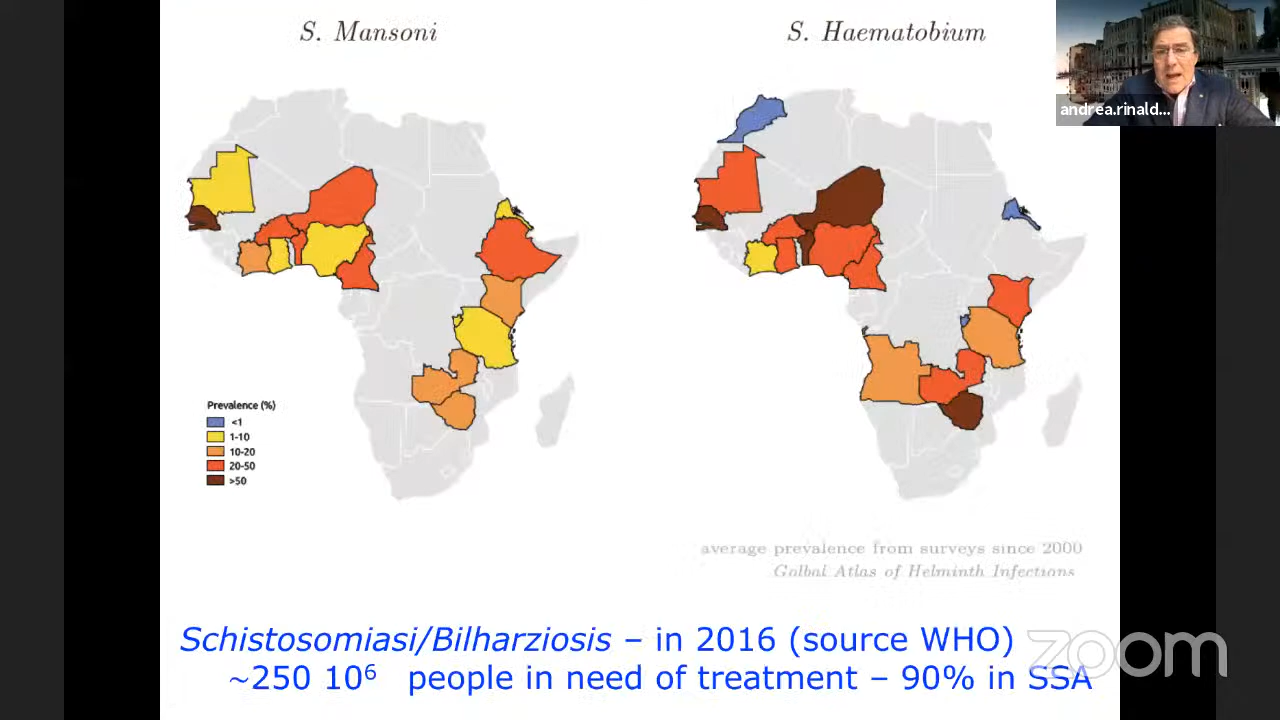 S. Mansoni
S. Haematobium
andrea.rinald...
Prevalence (%)
<1
1-10
10-20
20-50
>50
average prevalence from surveys since 2000
Golbal Atlas of Helminth Infections
Schistosomiasi/Bilharziosis – in 2016 (source WHO)
~250 10⁶ people in need of treatment – 90% in SSA
zoom